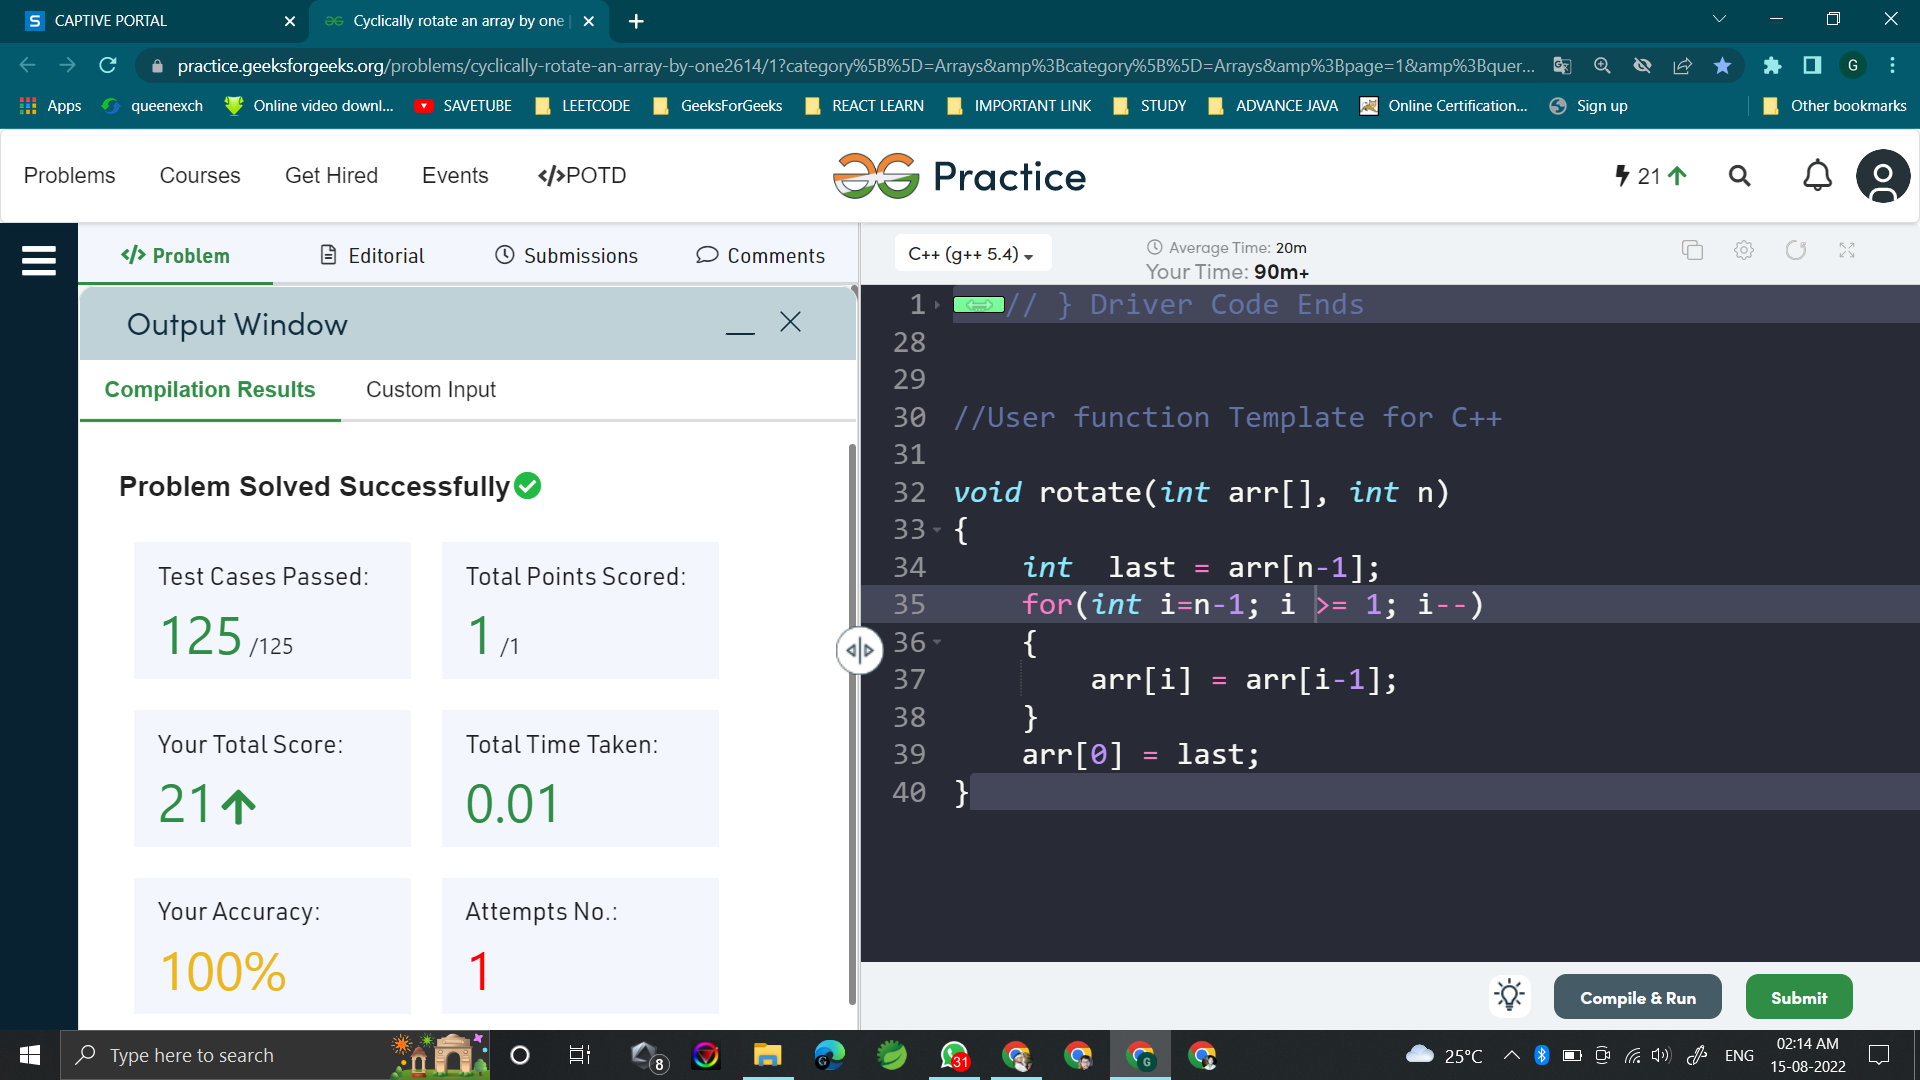 S CAPTIVE PORTAL
Cyclically rotate an array by one
practice.geeksforgeeks.org/problems/cyclically-rotate-an-array-by-one2614/1?category%5B%5D=Arrays&amp%3Bcategory%5B%5D=Arrays&amp%3Bpage=1&amp%3Bquer...
G
Apps queenexch Online video downl... SAVETUBE LEETCODE GeeksForGeeks REACT LEARN IMPORTANT LINK STUDY ADVANCE JAVA Online Certification... Sign up Other bookmarks
Problems Courses Get Hired Events </>POTD Practice 21
</> Problem Editorial Submissions Comments
C++ (g++ 5.4) Average Time: 20m
Your Time: 90m+
Output Window
Compilation Results Custom Input
Problem Solved Successfully
Test Cases Passed: Total Points Scored:
125 /125 1 /1
Your Total Score: Total Time Taken:
21 0.01
Your Accuracy: Attempts No.:
100% 1
1 // } Driver Code Ends
28
29
30 //User function Template for C++
31
32 void rotate(int arr[], int n)
33 {
34 int  last = arr[n-1];
35 for(int i=n-1; i >= 1; i--)
36 {
37 arr[i] = arr[i-1];
38 }
39 arr[0] = last;
40 }
Compile & Run Submit
Type here to search 8 31 G 25°C ENG 02:14 AM
15-08-2022